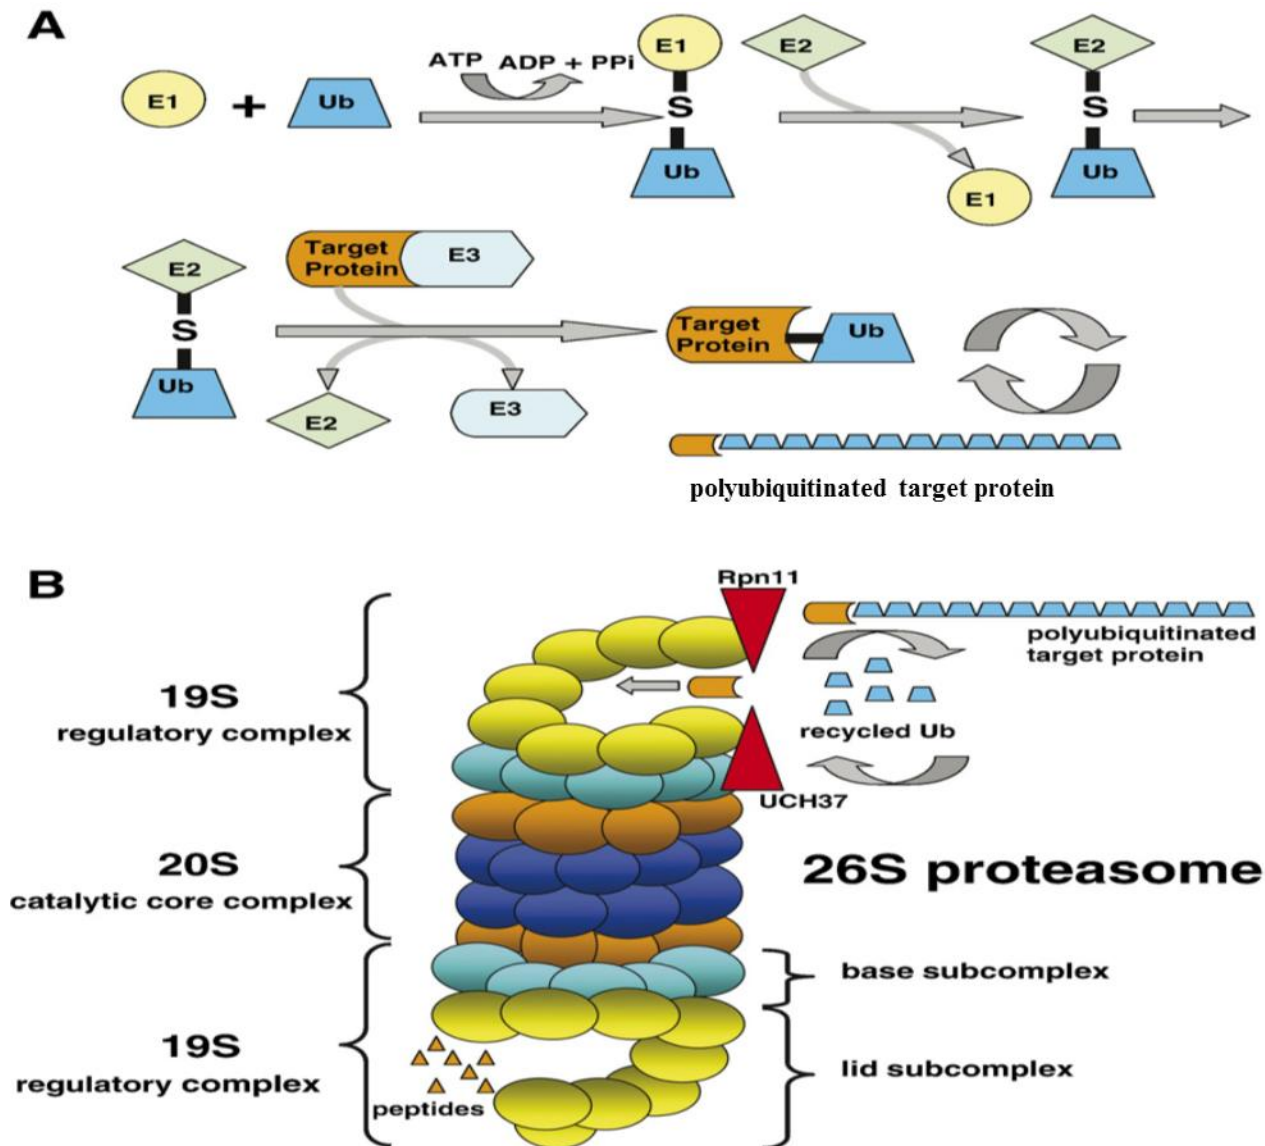 A
E1
+
Ub
ATP
ADP + PPi
E1
S
Ub
E2
E1
E2
S
Ub
E2
S
Ub
Target
Protein
E3
E2
E3
Target
Protein
Ub
polyubiquitinated target protein
B
Rpn11
polyubiquitinated
target protein
recycled Ub
UCH37
19S
regulatory complex
20S
catalytic core complex
26S proteasome
base subcomplex
19S
regulatory complex
lid subcomplex
peptides